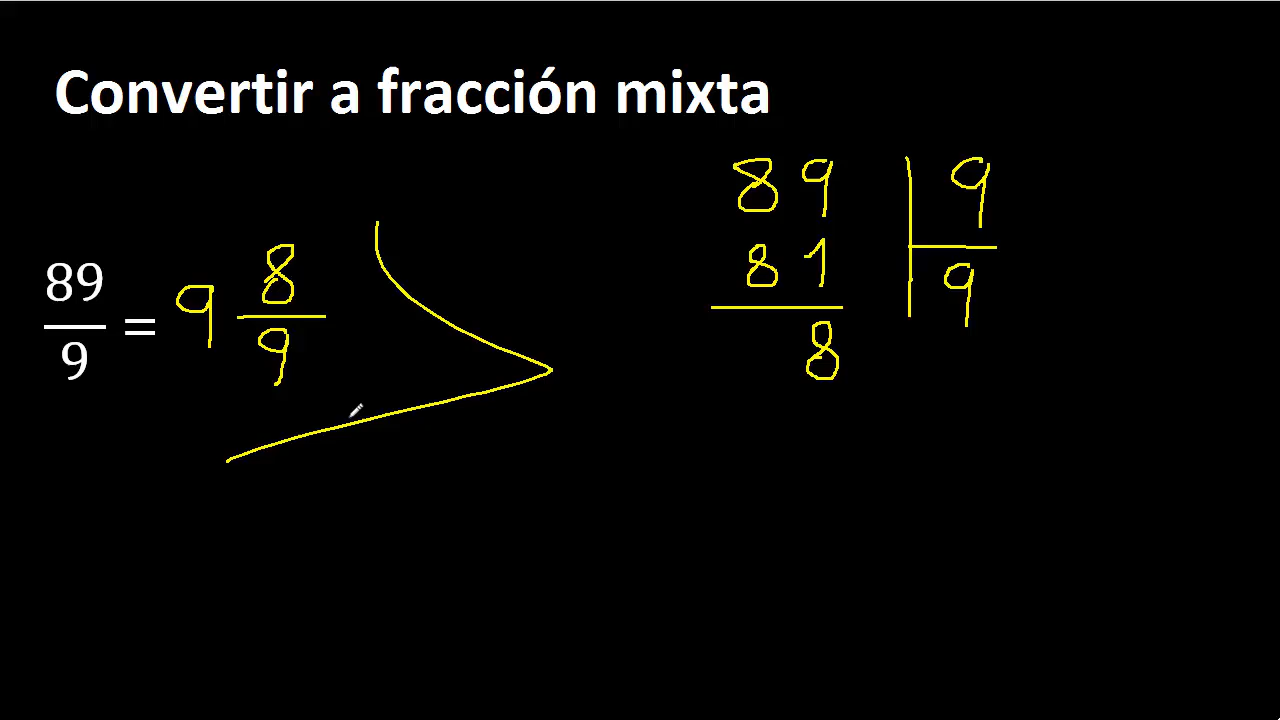 Convertir a fracción mixta
89/9 = 9 8/9
89 | 9
81 9
8